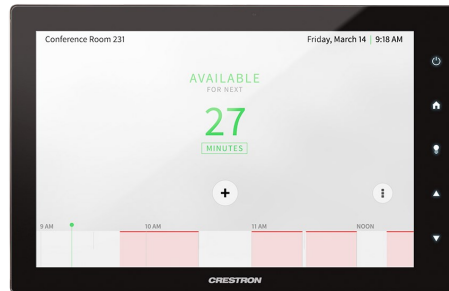 Conference Room 231
Friday, March 14 | 9:18 AM
AVAILABLE
FOR NEXT
27
MINUTES
9 AM
10 AM
11 AM
NOON
CRESTRON